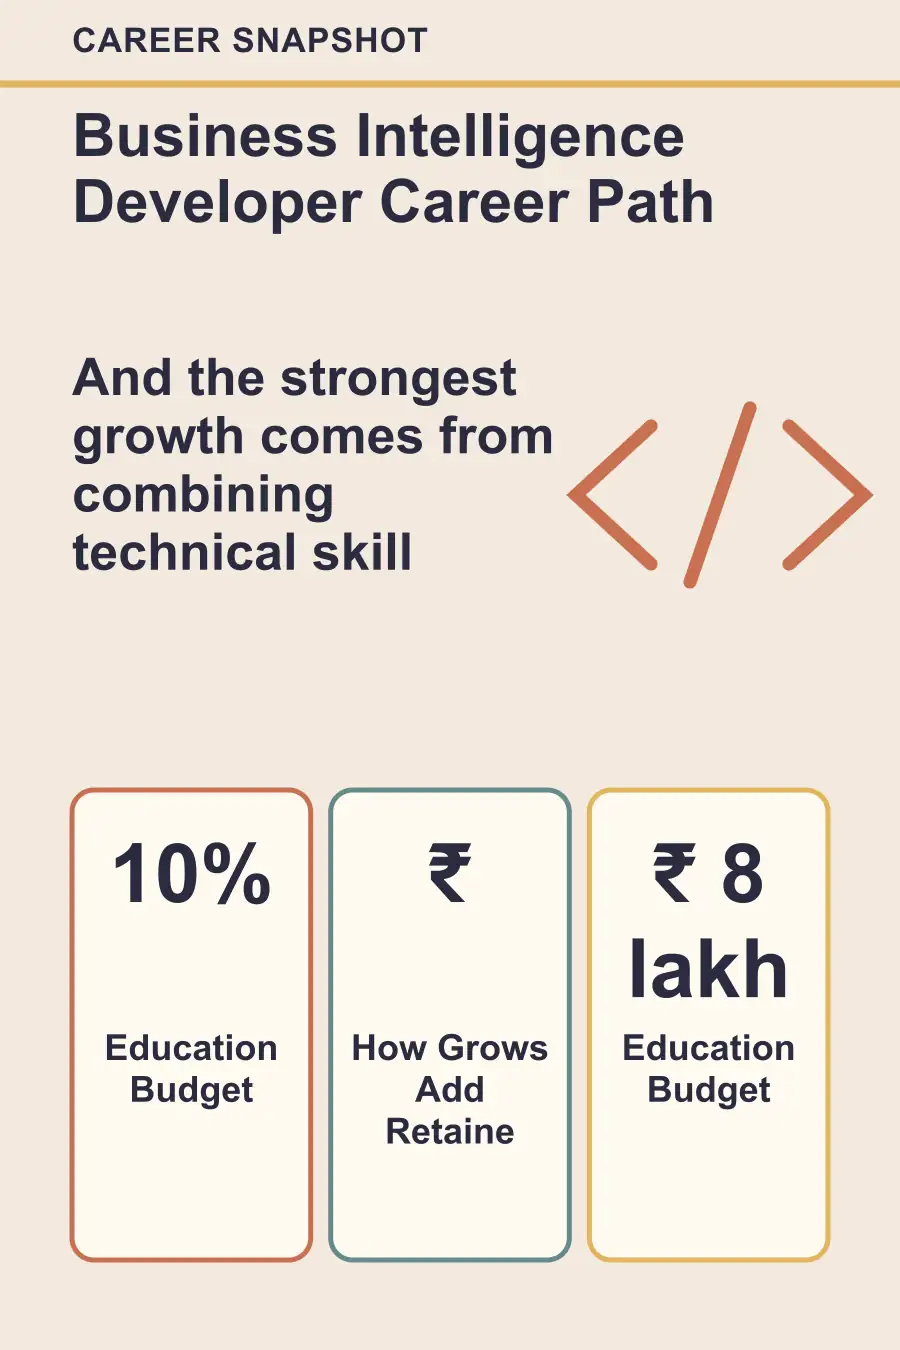 CAREER SNAPSHOT
Business Intelligence
Developer Career Path
And the strongest
growth comes from
combining
technical skill
10%
Education
Budget
₹
How Grows
Add
Retaine
₹ 8
lakh
Education
Budget